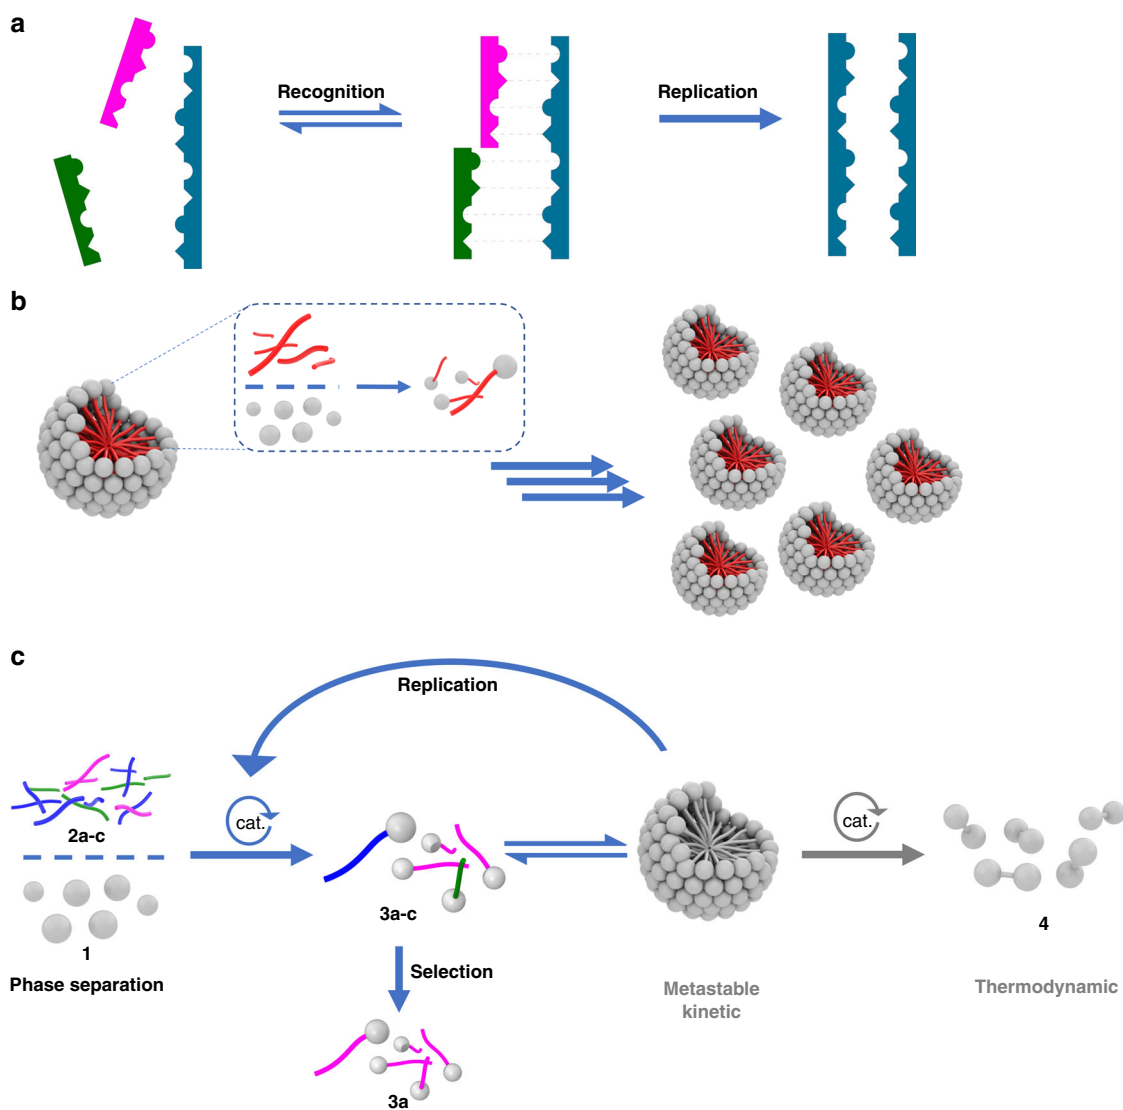 a
Recognition
Replication
b
c
Replication
2a-c
cat.
cat.
3a-c
4
1
Phase separation
Selection
Metastable
kinetic
Thermodynamic
3a